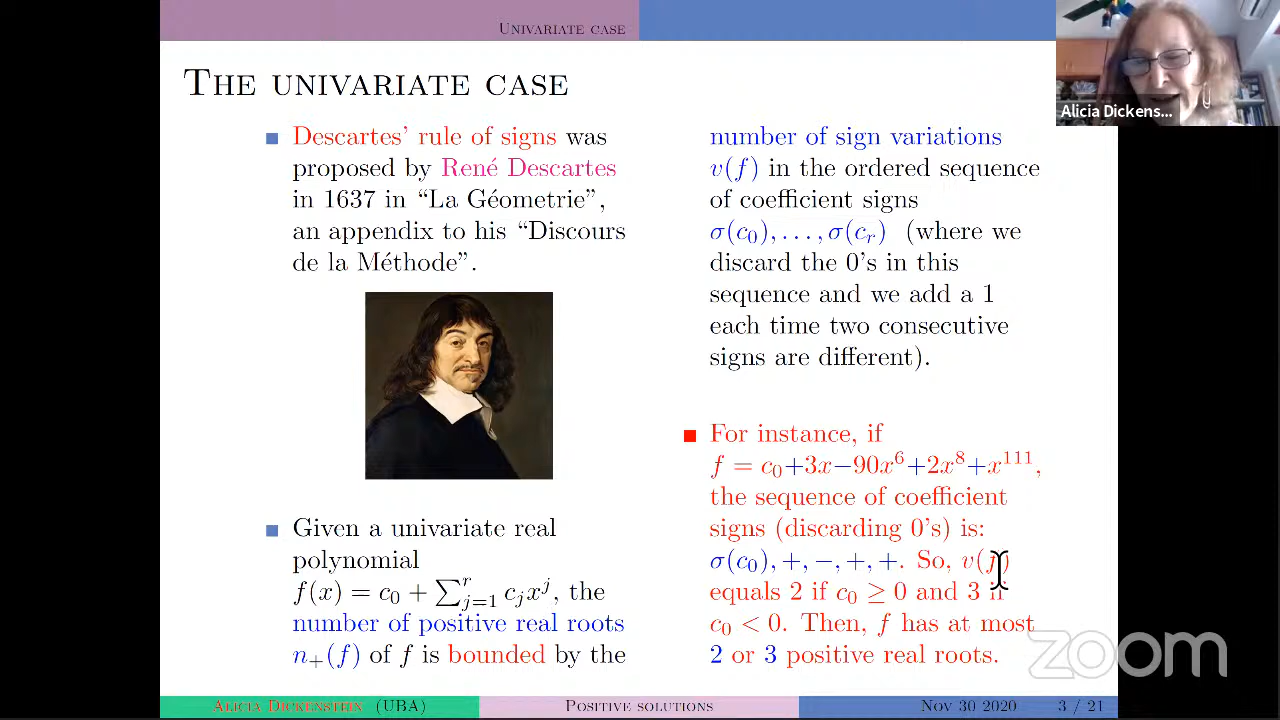 UNIVARIATE CASE
THE UNIVARIATE CASE
Descartes' rule of signs was
proposed by René Descartes
in 1637 in “La Géometrie”,
an appendix to his “Discours
de la Méthode”.
Given a univariate real
polynomial
f(x) = c₀ + ∑ʳⱼ₌₁ cⱼxʲ, the
number of positive real roots
n₊(f) of f is bounded by the
number of sign variations
v(f) in the ordered sequence
of coefficient signs
σ(c₀), . . . , σ(cᵣ) (where we
discard the 0's in this
sequence and we add a 1
each time two consecutive
signs are different).
For instance, if
f = c₀+3x−90x⁶+2x⁸+x¹¹¹,
the sequence of coefficient
signs (discarding 0's) is:
σ(c₀), +, −, +, +. So, v(f)
equals 2 if c₀ ≥ 0 and 3 if
c₀ < 0. Then, f has at most
2 or 3 positive real roots.
Alicia Dickens...
zoom
ALICIA DICKENSTEIN (UBA)
POSITIVE SOLUTIONS
NOV 30 2020
3 / 21